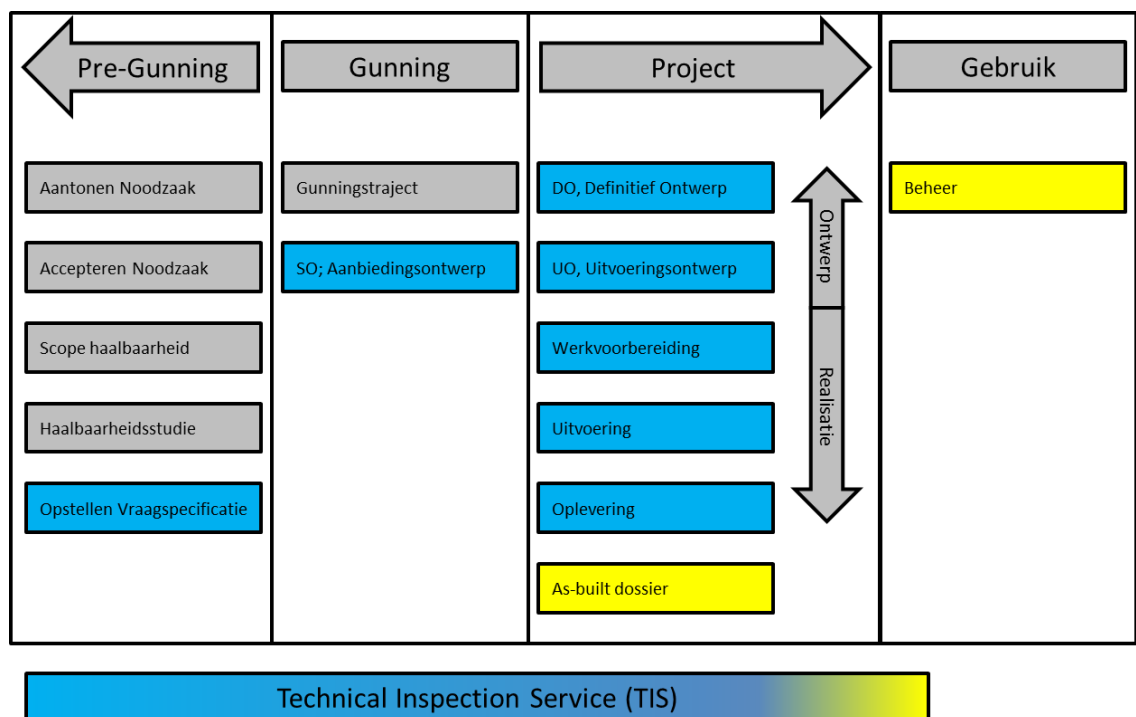 Pre-Gunning
Gunning
Project
Gebruik
Aantonen Noodzaak
Accepteren Noodzaak
Scope haalbaarheid
Haalbaarheidsstudie
Opstellen Vraagspecificatie
Gunningstraject
SO; Aanbiedingsontwerp
DO, Definitief Ontwerp
UO, Uitvoeringsontwerp
Werkvoorbereiding
Uitvoering
Oplevering
As-built dossier
Ontwerp
Realisatie
Beheer
Technical Inspection Service (TIS)